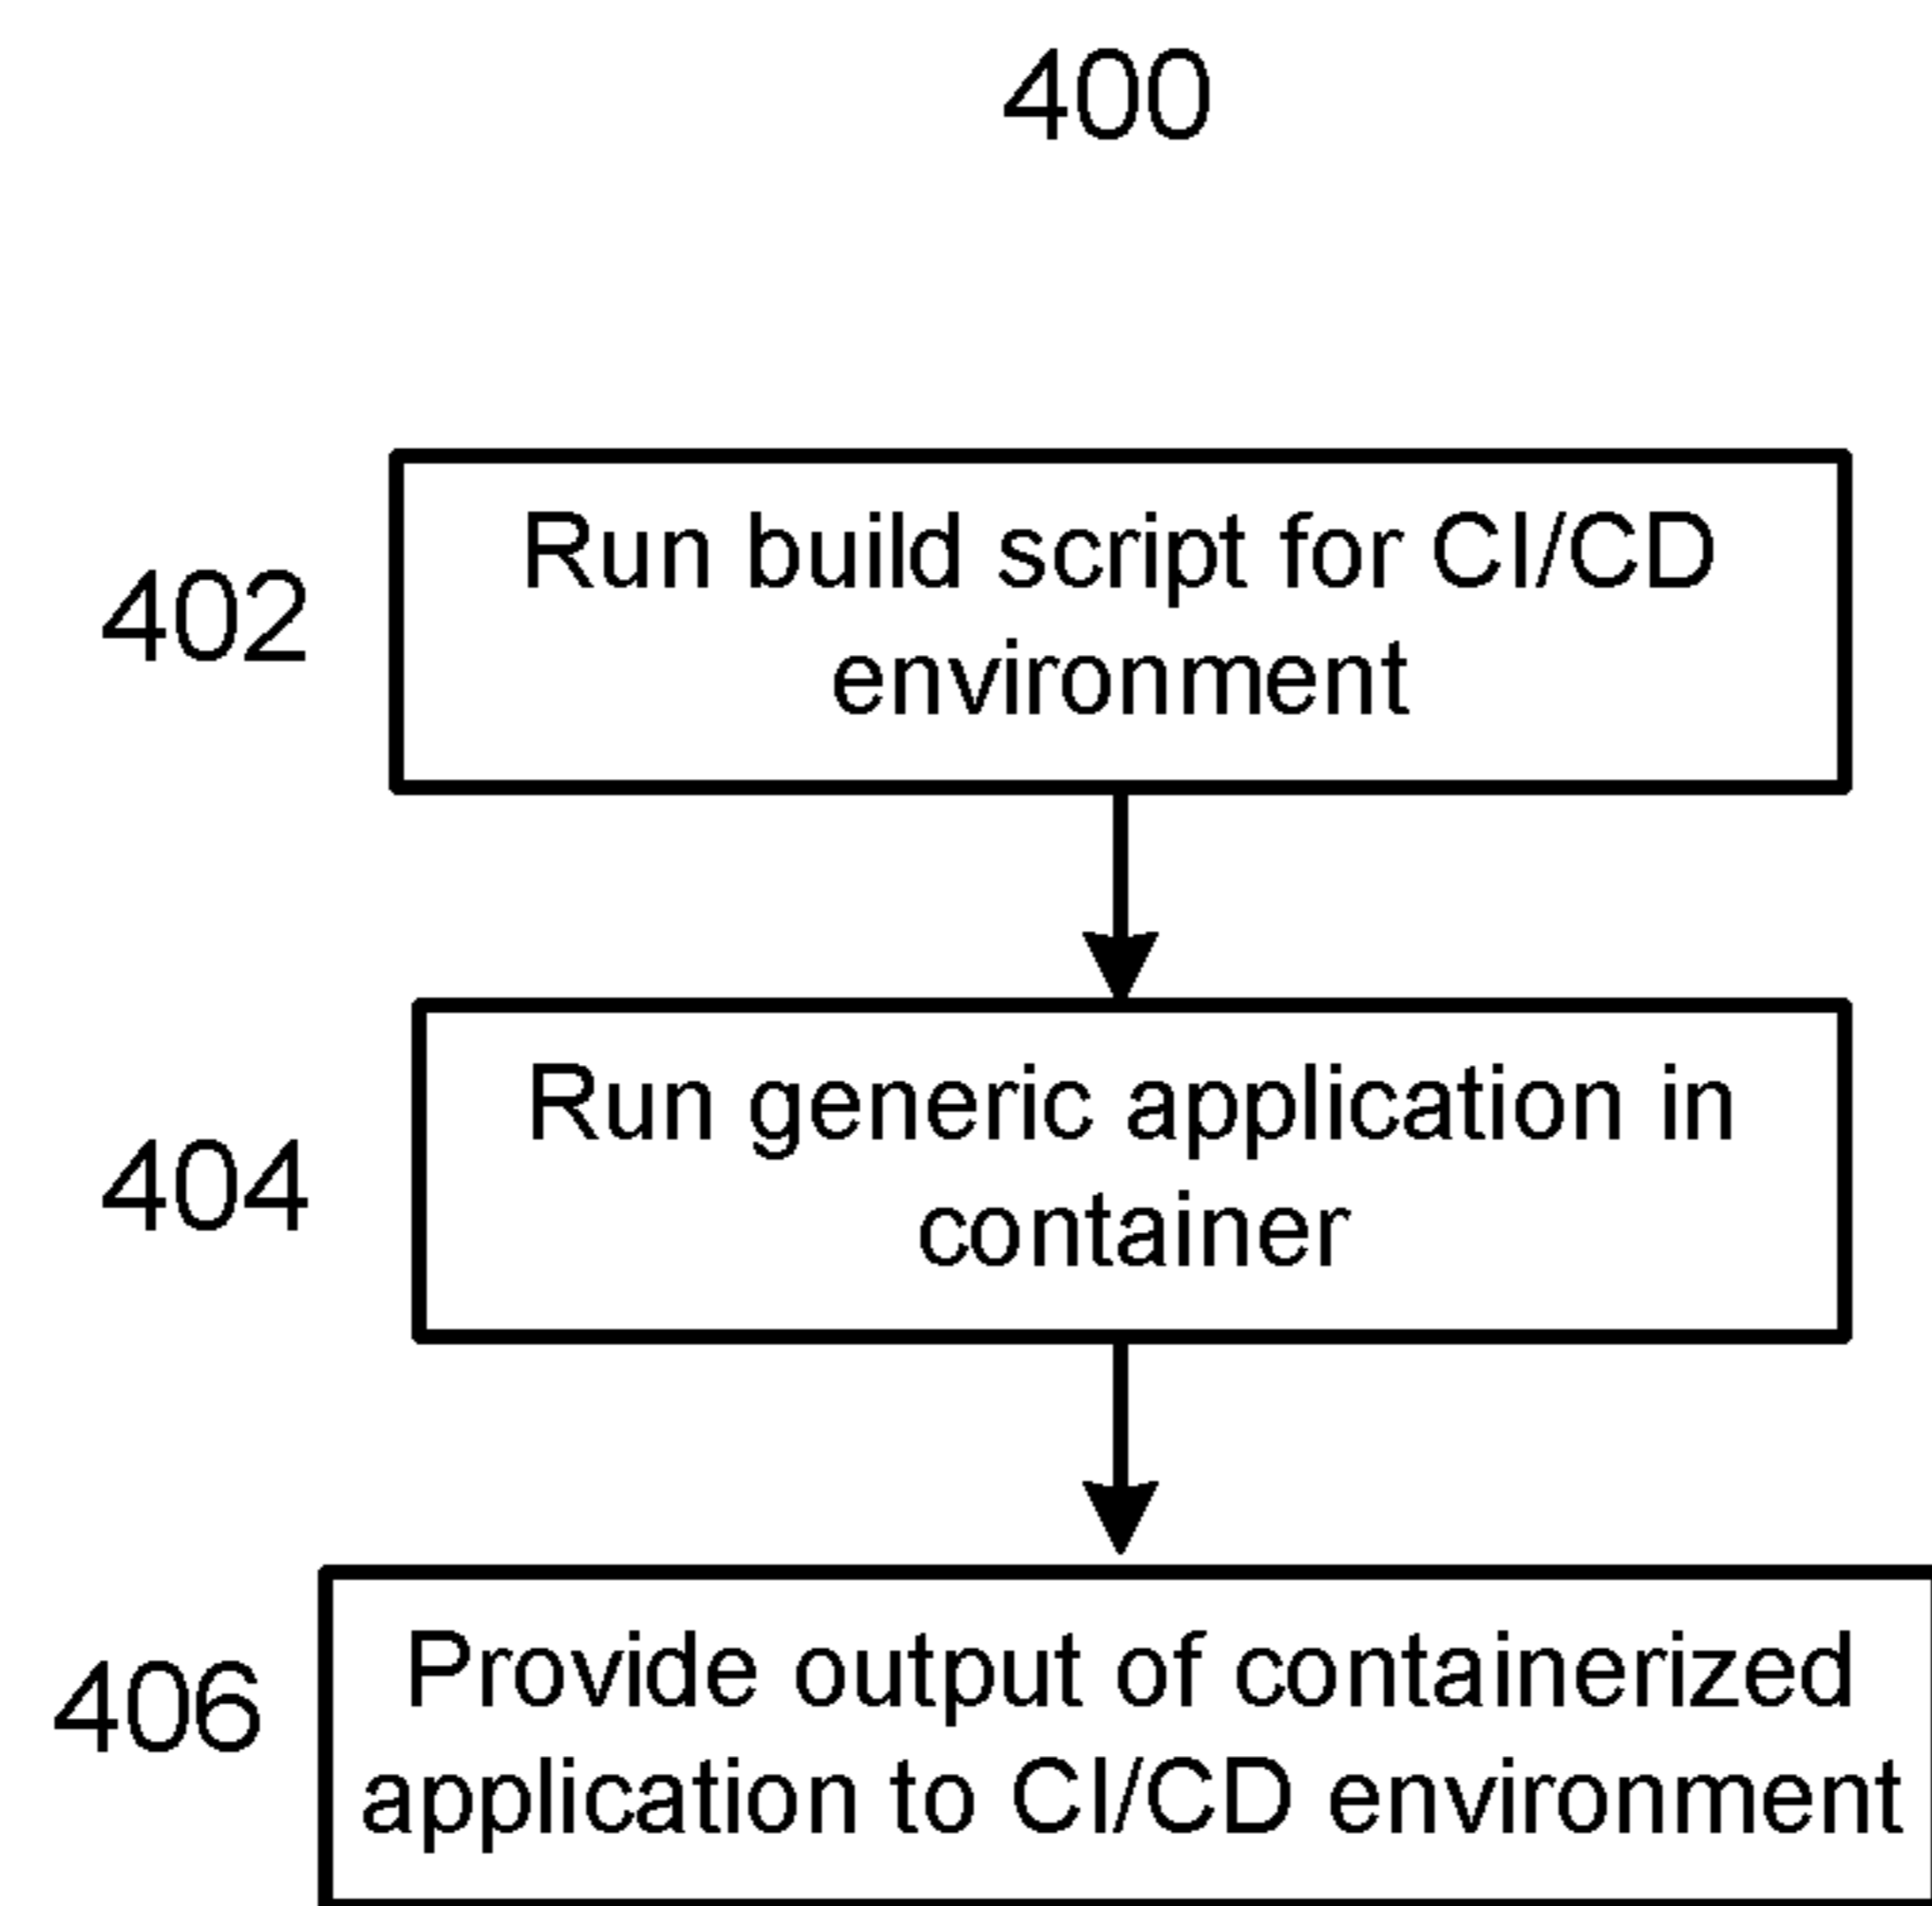 400
402
Run build script for CI/CD
environment
404
Run generic application in
container
406
Provide output of containerized
application to CI/CD environment